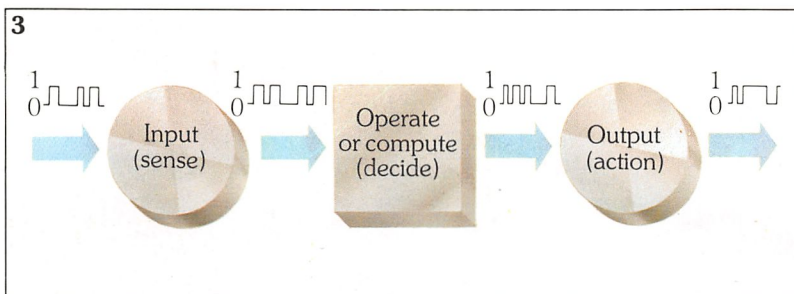 3
1
0
Input
(sense)
1
0
Operate
or compute
(decide)
1
0
Output
(action)
1
0